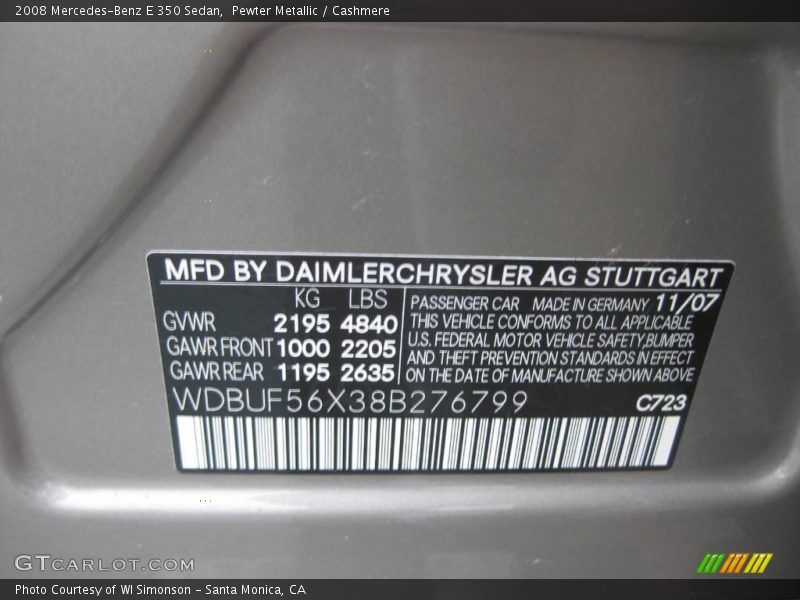 2008 Mercedes-Benz E 350 Sedan, Pewter Metallic / Cashmere
MFD BY DAIMLERCHRYSLER AG STUTTGART
KG LBS
GVWR 2195 4840
GAWR FRONT 1000 2205
GAWR REAR 1195 2635
PASSENGER CAR MADE IN GERMANY 11/07
THIS VEHICLE CONFORMS TO ALL APPLICABLE
U.S. FEDERAL MOTOR VEHICLE SAFETY,BUMPER
AND THEFT PREVENTION STANDARDS IN EFFECT
ON THE DATE OF MANUFACTURE SHOWN ABOVE
WDBUF56X38B276799 C723
GTCARLOT.COM
Photo Courtesy of WI Simonson - Santa Monica, CA